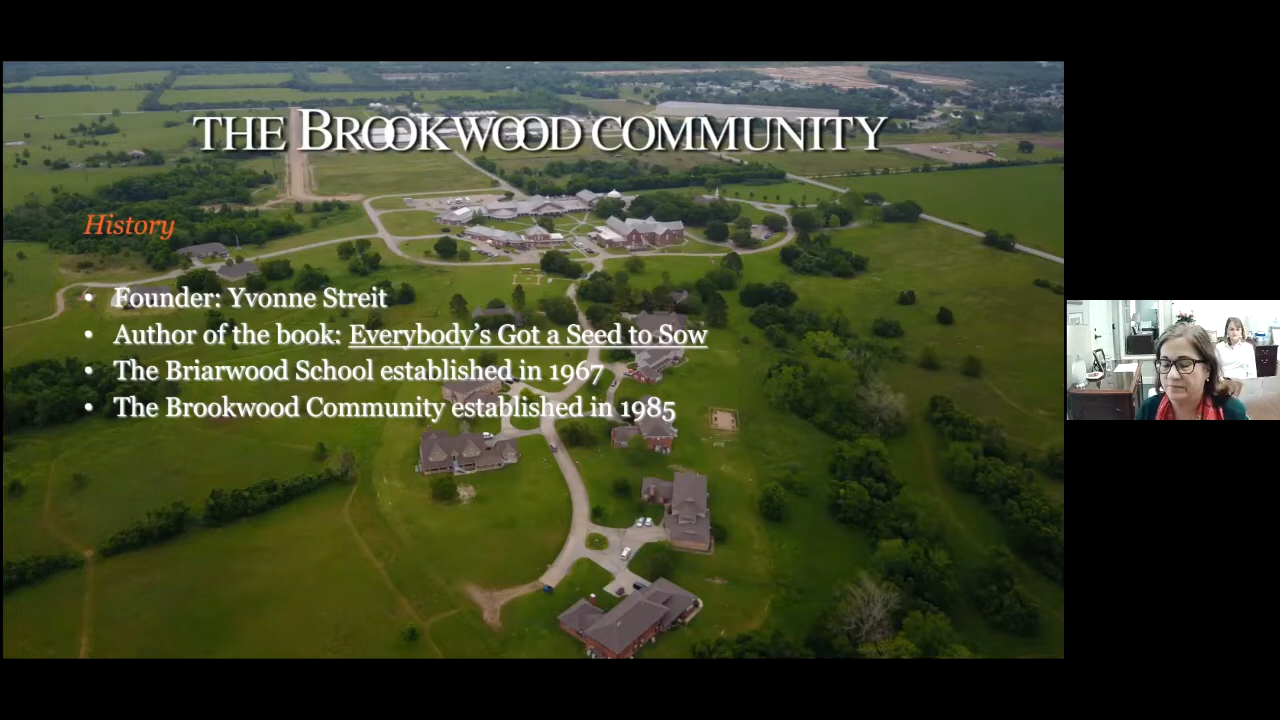 THE BROOKWOOD COMMUNITY
History
• Founder: Yvonne Streit
• Author of the book: Everybody's Got a Seed to Sow
• The Briarwood School established in 1967
• The Brookwood Community established in 1985